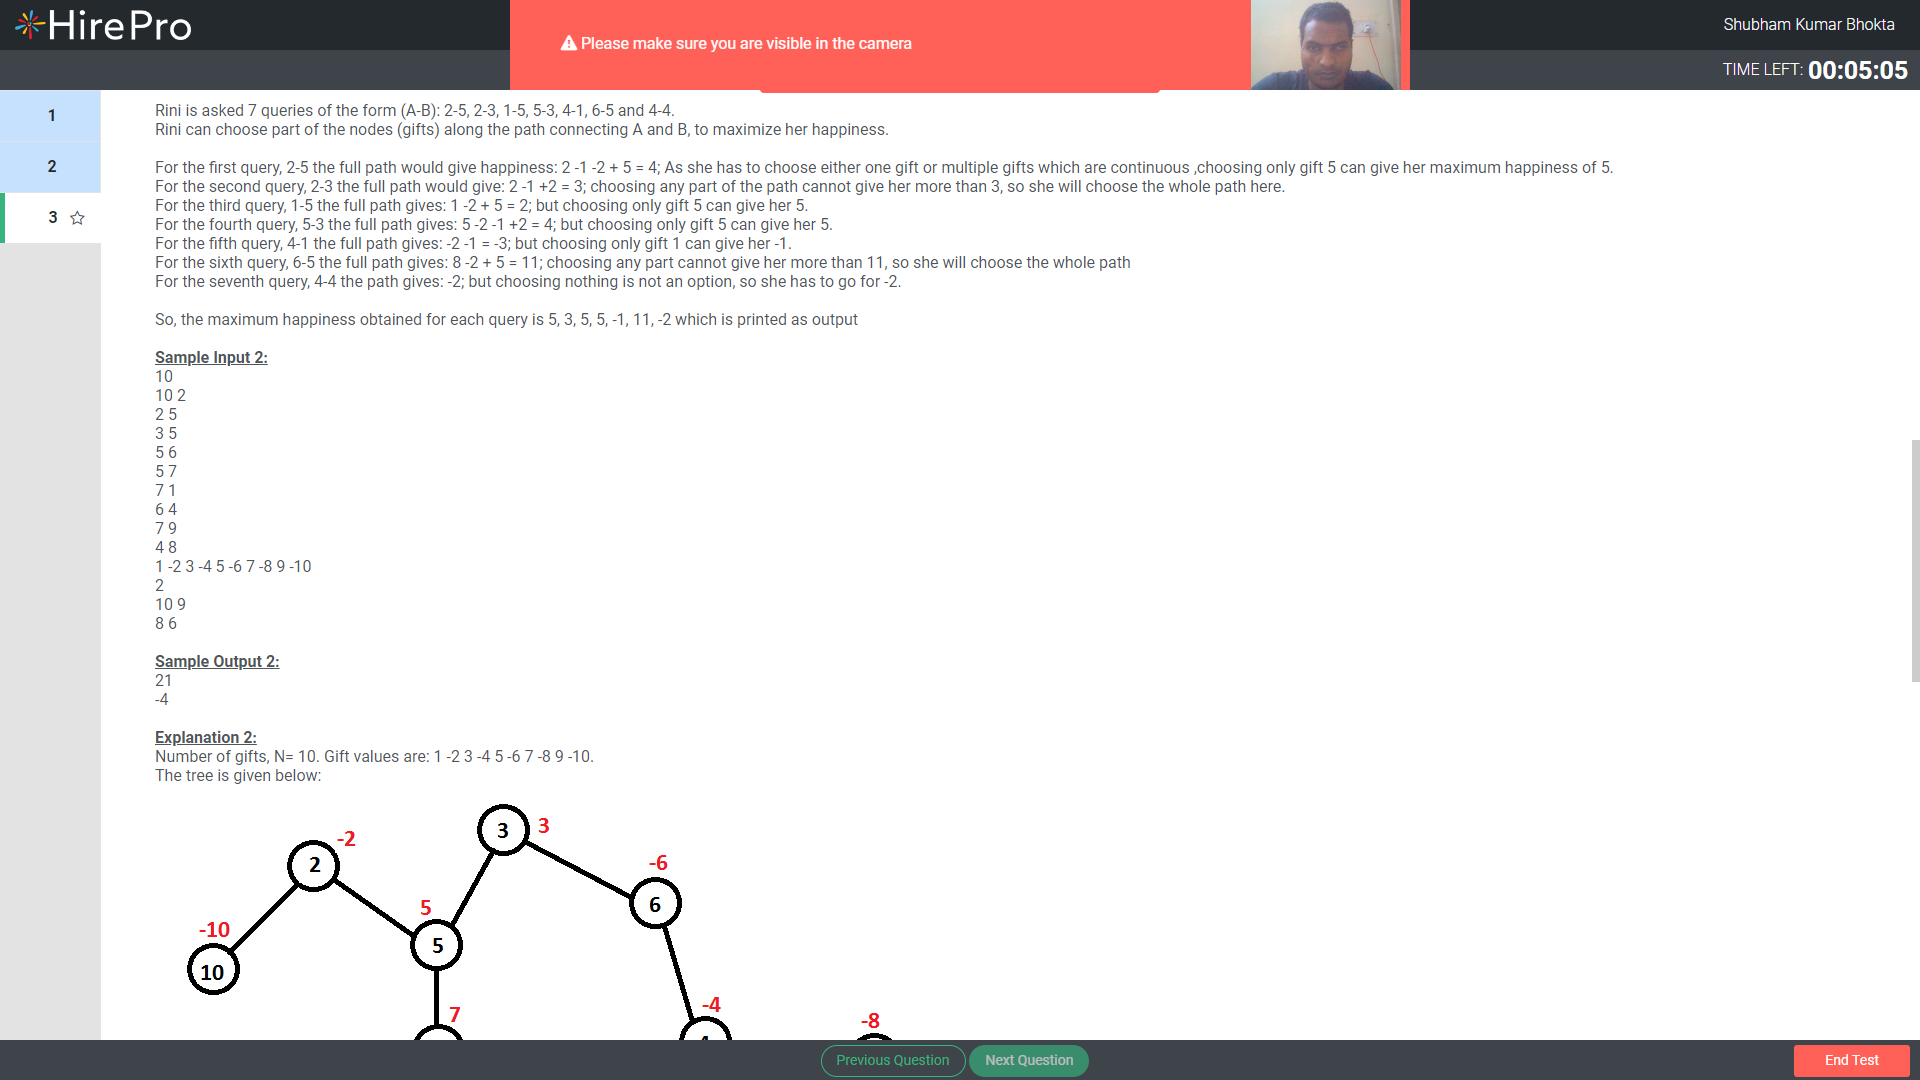 HirePro
Please make sure you are visible in the camera
Shubham Kumar Bhokta
TIME LEFT: 00:05:05
1
2
3
Rini is asked 7 queries of the form (A-B): 2-5, 2-3, 1-5, 5-3, 4-1, 6-5 and 4-4.
Rini can choose part of the nodes (gifts) along the path connecting A and B, to maximize her happiness.
For the first query, 2-5 the full path would give happiness: 2 -1 -2 + 5 = 4; As she has to choose either one gift or multiple gifts which are continuous ,choosing only gift 5 can give her maximum happiness of 5.
For the second query, 2-3 the full path would give: 2 -1 +2 = 3; choosing any part of the path cannot give her more than 3, so she will choose the whole path here.
For the third query, 1-5 the full path gives: 1 -2 + 5 = 2; but choosing only gift 5 can give her 5.
For the fourth query, 5-3 the full path gives: 5 -2 -1 +2 = 4; but choosing only gift 5 can give her 5.
For the fifth query, 4-1 the full path gives: -2 -1 = -3; but choosing only gift 1 can give her -1.
For the sixth query, 6-5 the full path gives: 8 -2 + 5 = 11; choosing any part cannot give her more than 11, so she will choose the whole path
For the seventh query, 4-4 the path gives: -2; but choosing nothing is not an option, so she has to go for -2.
So, the maximum happiness obtained for each query is 5, 3, 5, 5, -1, 11, -2 which is printed as output
Sample Input 2:
10
10 2
2 5
3 5
5 6
5 7
7 1
6 4
7 9
4 8
1 -2 3 -4 5 -6 7 -8 9 -10
2
10 9
8 6
Sample Output 2:
21
-4
Explanation 2:
Number of gifts, N= 10. Gift values are: 1 -2 3 -4 5 -6 7 -8 9 -10.
The tree is given below:
3 3
-2
2
-6
6
5
5
-10
10
7
-4
-8
Previous Question
Next Question
End Test